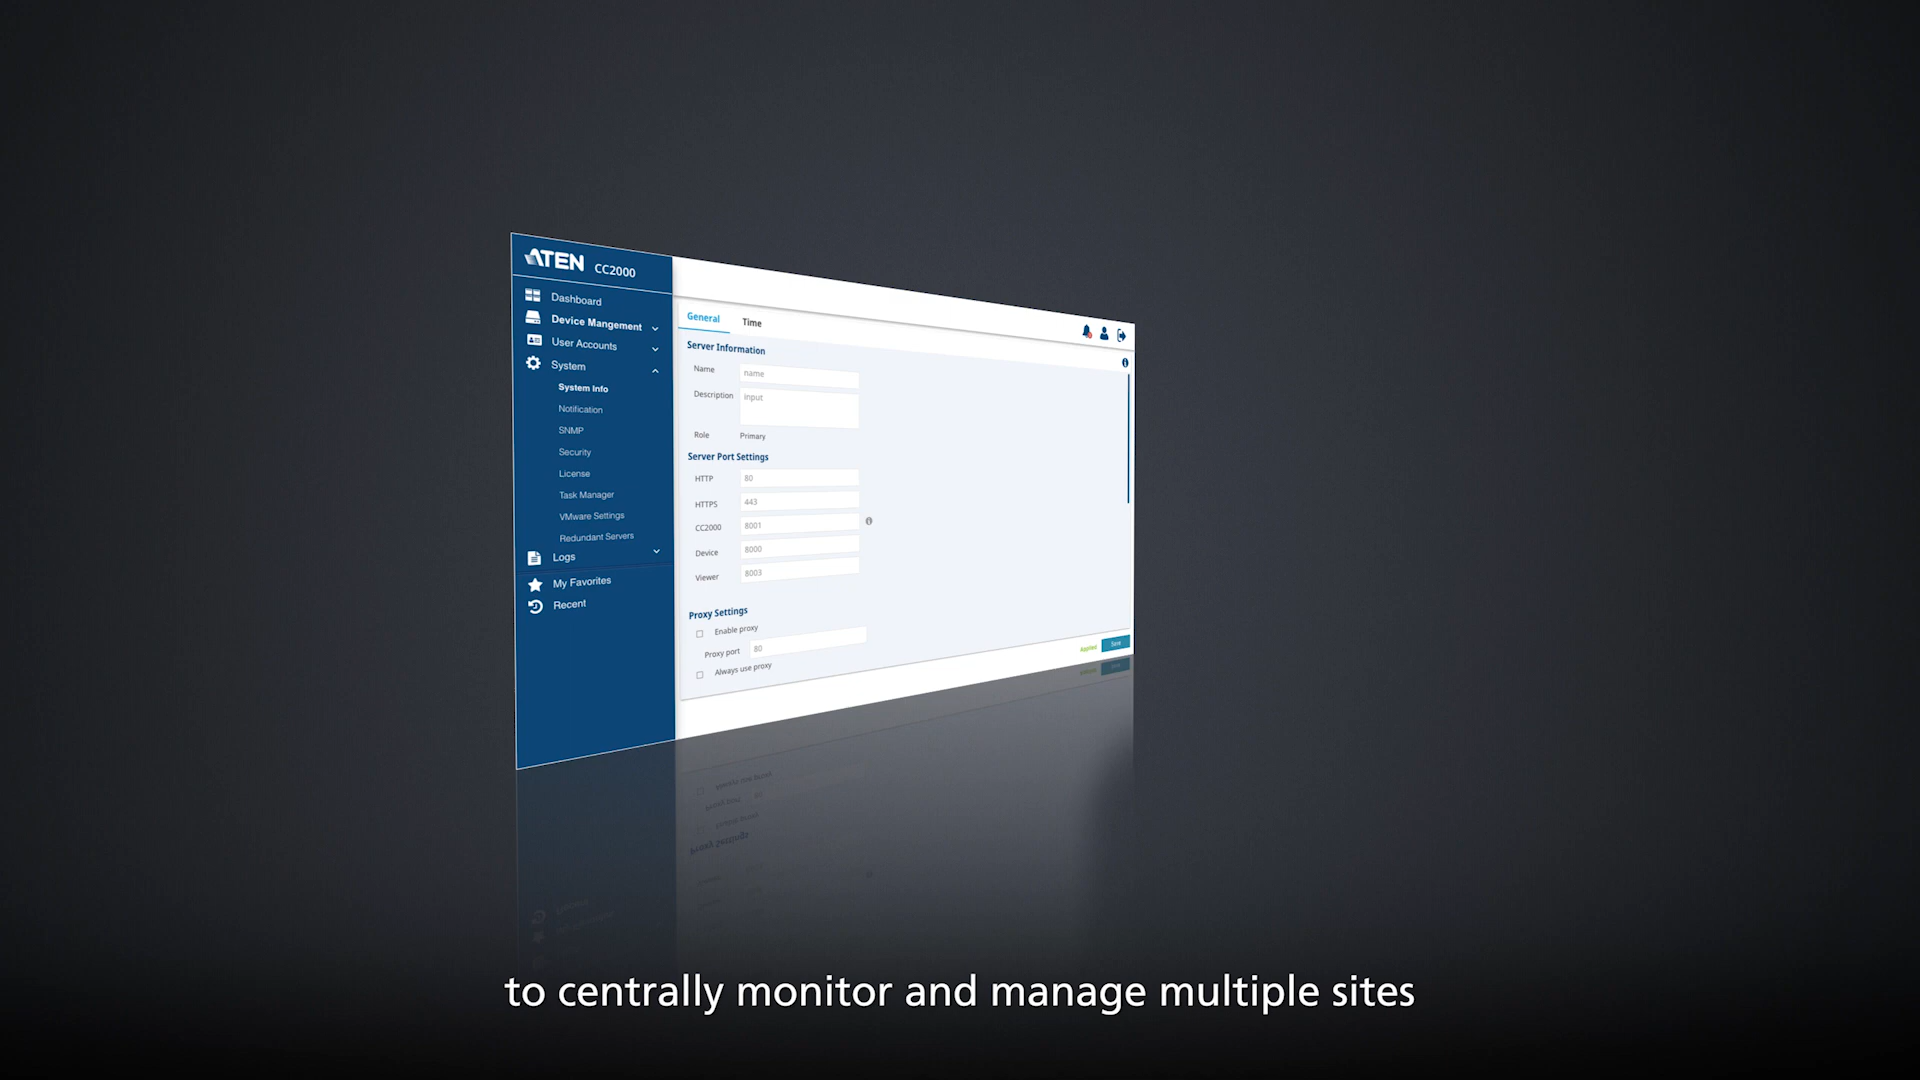 ATEN CC2000
Dashboard
Device Mangement
User Accounts
System
System Info
Notification
SNMP
Security
License
Task Manager
VMware Settings
Redundant Servers
Logs
My Favorites
Recent
General Time
Server Information
Name name
Description input
Role Primary
Server Port Settings
HTTP 80
HTTPS 443
CC2000 8001
Device 8000
Viewer 8003
Proxy Settings
Enable proxy
Proxy port 80
Always use proxy
Applied Save
to centrally monitor and manage multiple sites